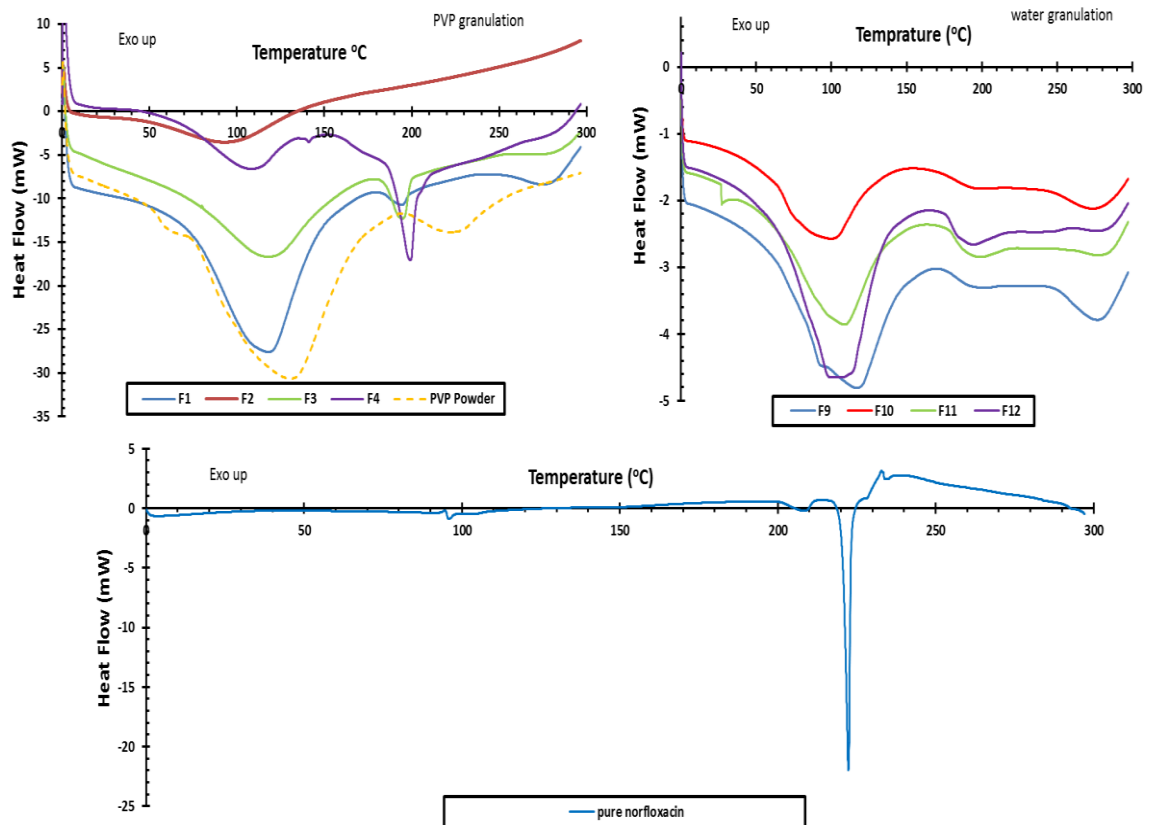 PVP granulation
Exo up
Temperature ᵒC
Heat Flow (mW)
10
5
0
-5
-10
-15
-20
-25
-30
-35
0 50 100 150 200 250 300
F1 F2 F3 F4 PVP Powder
water granulation
Exo up
Temprature (ᵒC)
Heat Flow (mW)
0
-1
-2
-3
-4
-5
0 50 100 150 200 250 300
F9 F10 F11 F12
Exo up
Temperature (ᵒC)
Heat Flow (mW)
5
0
-5
-10
-15
-20
-25
0 50 100 150 200 250 300
pure norfloxacin